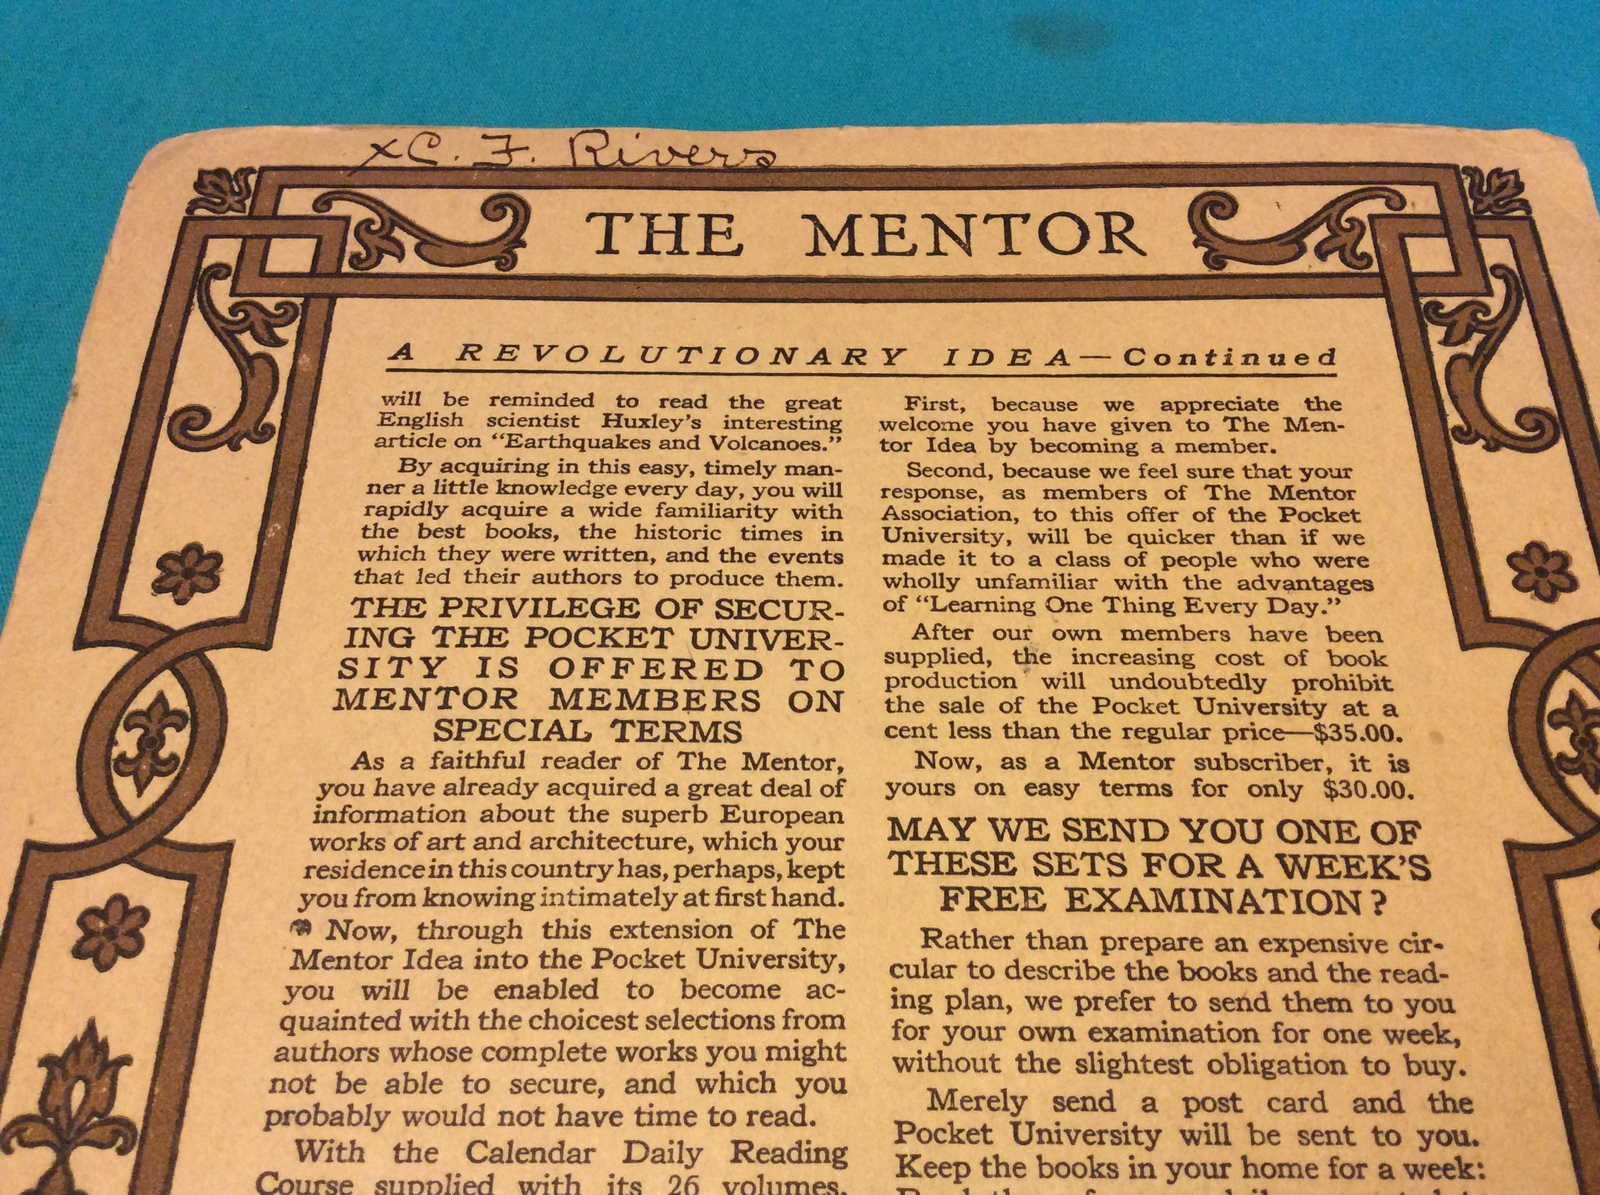 xC. F. Rivers
THE MENTOR
A REVOLUTIONARY IDEA—Continued
will be reminded to read the great
English scientist Huxley's interesting
article on "Earthquakes and Volcanoes."
By acquiring in this easy, timely man-
ner a little knowledge every day, you will
rapidly acquire a wide familiarity with
the best books, the historic times in
which they were written, and the events
that led their authors to produce them.
THE PRIVILEGE OF SECUR-
ING THE POCKET UNIVER-
SITY IS OFFERED TO
MENTOR MEMBERS ON
SPECIAL TERMS
As a faithful reader of The Mentor,
you have already acquired a great deal of
information about the superb European
works of art and architecture, which your
residence in this country has, perhaps, kept
you from knowing intimately at first hand.
Now, through this extension of The
Mentor Idea into the Pocket University,
you will be enabled to become ac-
quainted with the choicest selections from
authors whose complete works you might
not be able to secure, and which you
probably would not have time to read.
With the Calendar Daily Reading
Course supplied with its 26 volumes,
First, because we appreciate the
welcome you have given to The Men-
tor Idea by becoming a member.
Second, because we feel sure that your
response, as members of The Mentor
Association, to this offer of the Pocket
University, will be quicker than if we
made it to a class of people who were
wholly unfamiliar with the advantages
of "Learning One Thing Every Day."
After our own members have been
supplied, the increasing cost of book
production will undoubtedly prohibit
the sale of the Pocket University at a
cent less than the regular price—$35.00.
Now, as a Mentor subscriber, it is
yours on easy terms for only $30.00.
MAY WE SEND YOU ONE OF
THESE SETS FOR A WEEK'S
FREE EXAMINATION?
Rather than prepare an expensive cir-
cular to describe the books and the read-
ing plan, we prefer to send them to you
for your own examination for one week,
without the slightest obligation to buy.
Merely send a post card and the
Pocket University will be sent to you.
Keep the books in your home for a week: